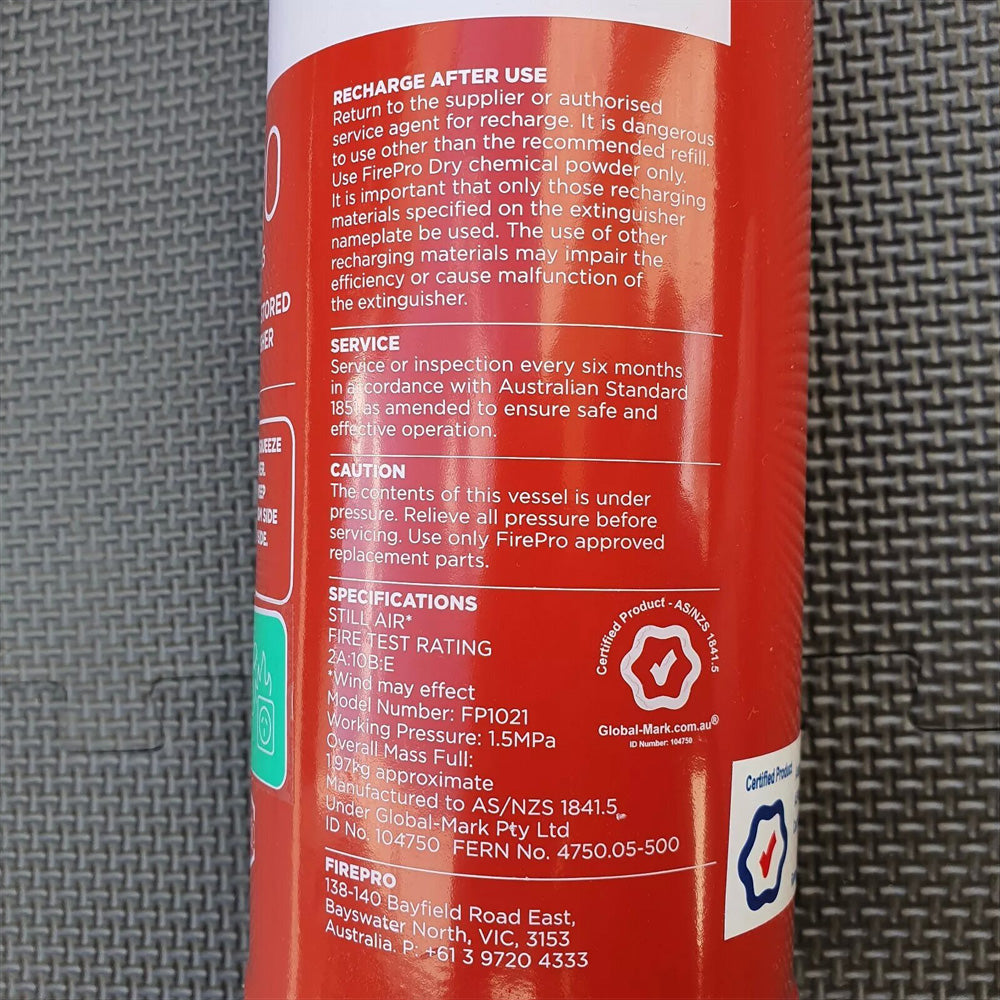 RECHARGE AFTER USE
Return to the supplier or authorised
service agent for recharge. It is dangerous
to use other than the recommended refill.
Use FirePro Dry chemical powder only.
It is important that only those recharging
materials specified on the extinguisher
nameplate be used. The use of other
recharging materials may impair the
efficiency or cause malfunction of
the extinguisher.
SERVICE
Service or inspection every six months
in accordance with Australian Standard
1851 as amended to ensure safe and
effective operation.
CAUTION
The contents of this vessel is under
pressure. Relieve all pressure before
servicing. Use only FirePro approved
replacement parts.
SPECIFICATIONS
STILL AIR*
FIRE TEST RATING
2A:10B:E
*Wind may effect
Model Number: FP1021
Working Pressure: 1.5MPa
Overall Mass Full:
1.97kg approximate
Manufactured to AS/NZS 1841.5
Under Global-Mark Pty Ltd
ID No. 104750 FERN No. 4750.05-500
Certified Product - AS/NZS 1841.5
Global-Mark.com.au®
ID Number: 104750
FIREPRO
138-140 Bayfield Road East,
Bayswater North, VIC, 3153
Australia. P: +61 3 9720 4333
Certified Product
SIDE